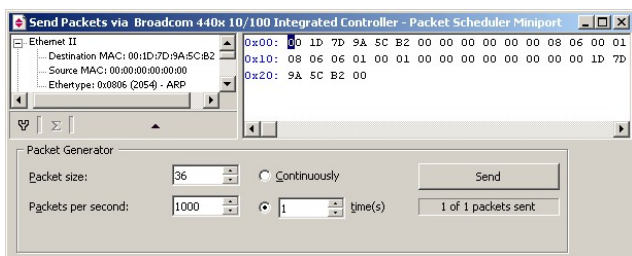 Send Packets via Broadcom 440x 10/100 Integrated Controller - Packet Scheduler Miniport
Ethernet II
Destination MAC: 00:1D:7D:9A:5C:B2
Source MAC: 00:00:00:00:00:00
Ethertype: 0x0806 (2054) - ARP
0x00: 00 1D 7D 9A 5C B2 00 00 00 00 00 00 08 06 00 01
0x10: 08 06 06 01 00 01 00 00 00 00 00 00 00 00 1D 7D
0x20: 9A 5C B2 00
Σ
Packet Generator
Packet size: 36 Continuously Send
Packets per second: 1000 1 time(s) 1 of 1 packets sent